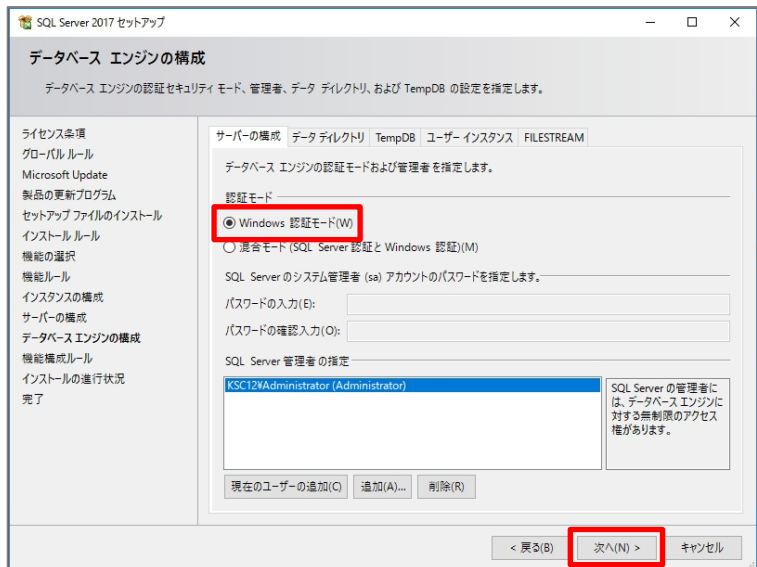 SQL Server 2017 セットアップ
データベース エンジンの構成
データベース エンジンの認証セキュリティ モード、管理者、データ ディレクトリ、および TempDB の設定を指定します。
ライセンス条項
グローバル ルール
Microsoft Update
製品の更新プログラム
セットアップ ファイルのインストール
インストール ルール
機能の選択
機能ルール
インスタンスの構成
サーバーの構成
データベース エンジンの構成
機能構成ルール
インストールの進行状況
完了
サーバーの構成 データ ディレクトリ TempDB ユーザー インスタンス FILESTREAM
データベース エンジンの認証モードおよび管理者を指定します。
認証モード
Windows 認証モード(W)
混合モード (SQL Server 認証と Windows 認証)(M)
SQL Server のシステム管理者 (sa) アカウントのパスワードを指定します。
パスワードの入力(E):
パスワードの確認入力(O):
SQL Server 管理者の指定
KSC12¥Administrator (Administrator)
SQL Server の管理者に
は、データベース エンジンに
対する無制限のアクセス
権があります。
現在のユーザーの追加(C) 追加(A)... 削除(R)
< 戻る(B) 次へ(N) > キャンセル